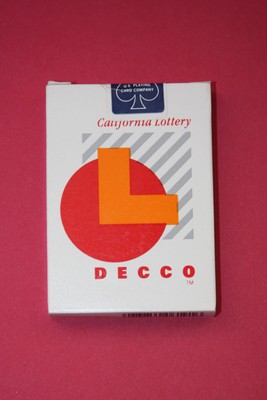 U.S. PLAYING
CARD COMPANY
California Lottery
DECCO
TM